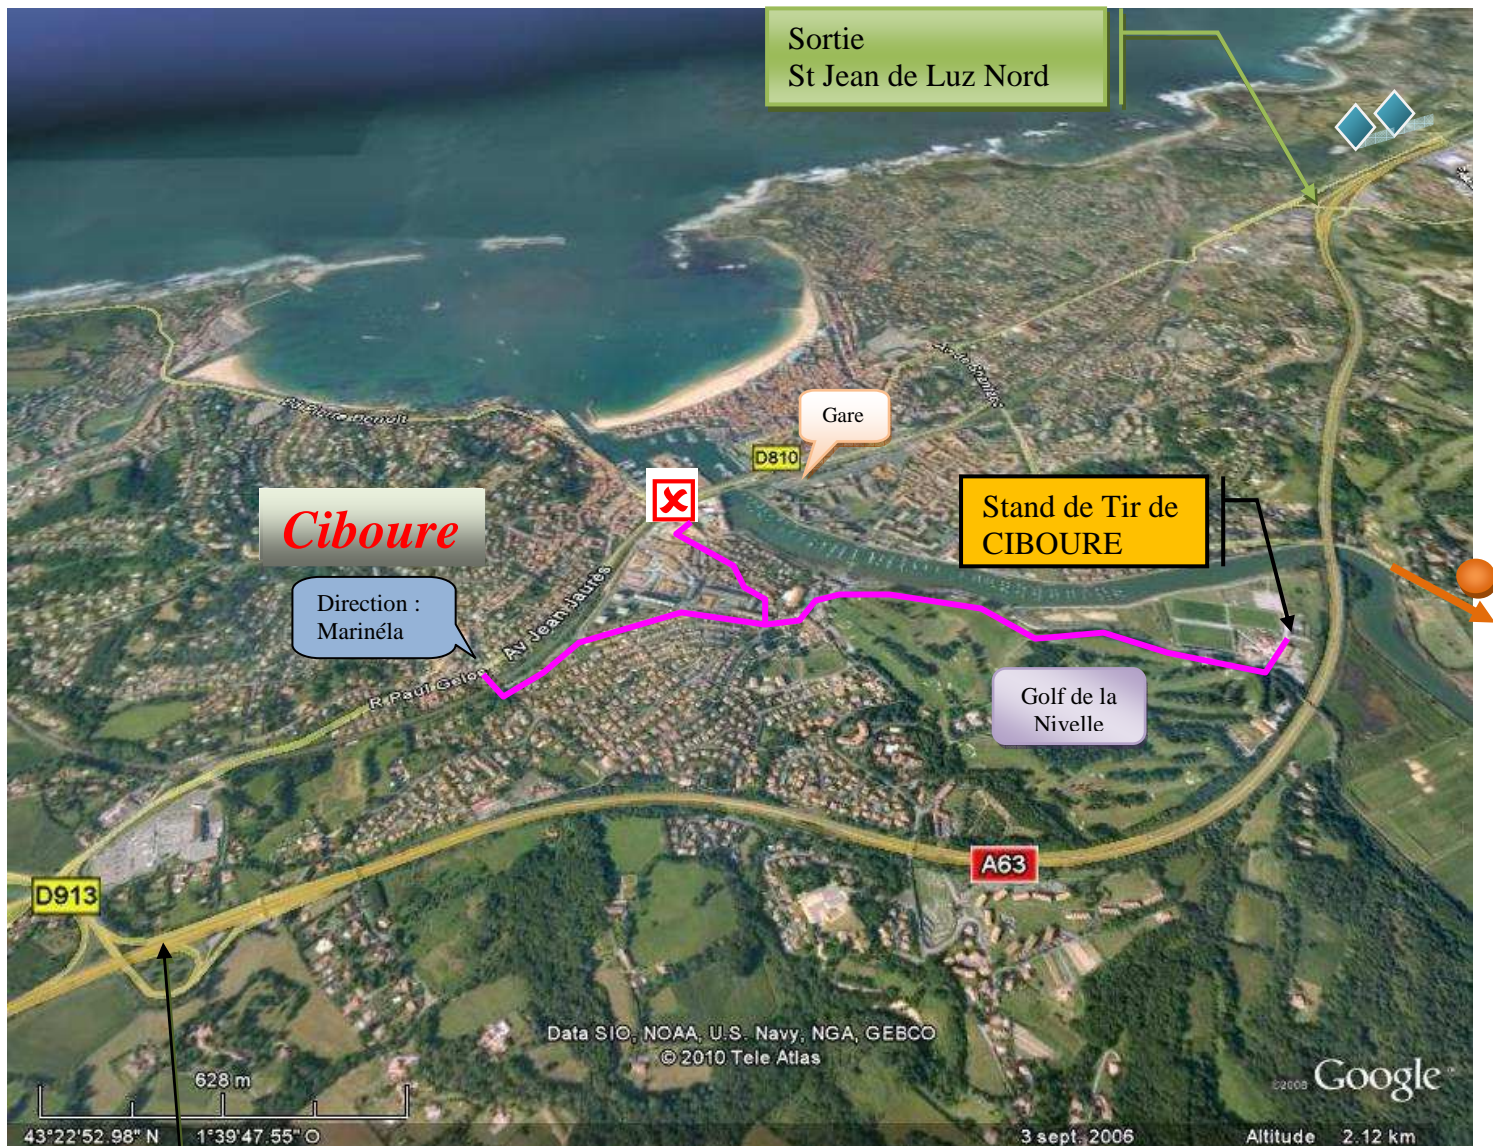 Sortie
St Jean de Luz Nord
Gare
D810
Stand de Tir de
CIBOURE
Ciboure
Direction :
Marinéla
Av Jean Jaurès
R Paul Gelos
Golf de la
Nivelle
A63
D913
Data SIO, NOAA, U.S. Navy, NGA, GEBCO
© 2010 Tele Atlas
©2008 Google
628 m
43°22'52.98" N 1°39'47.55" O
3 sept. 2006
Altitude 2.12 km